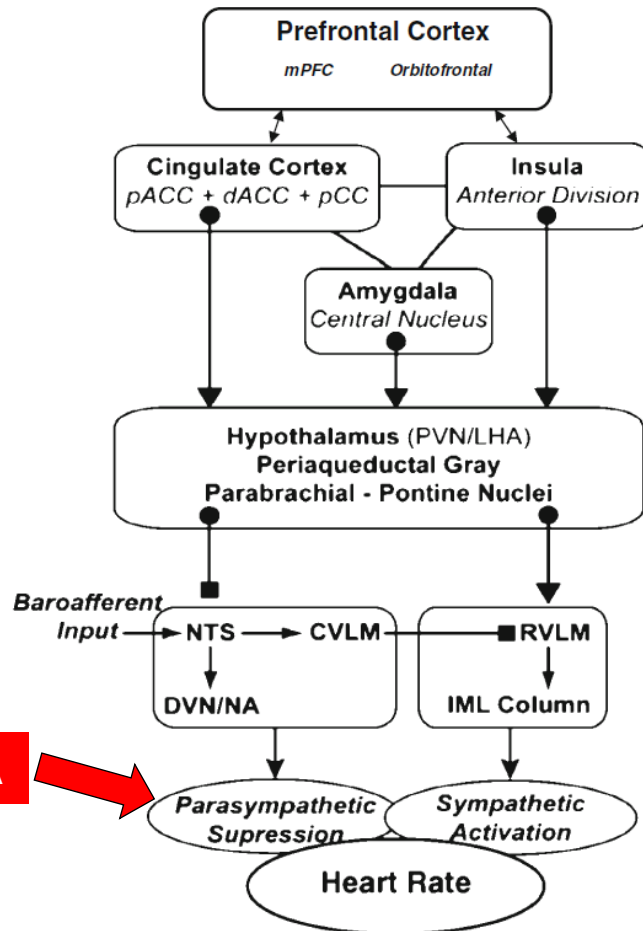 Prefrontal Cortex
mPFC Orbitofrontal
Cingulate Cortex
pACC + dACC + pCC
Insula
Anterior Division
Amygdala
Central Nucleus
Hypothalamus (PVN/LHA)
Periaqueductal Gray
Parabrachial - Pontine Nuclei
Baroafferent
Input
NTS
CVLM
RVLM
DVN/NA
IML Column
Parasympathetic
Supression
Sympathetic
Activation
Heart Rate